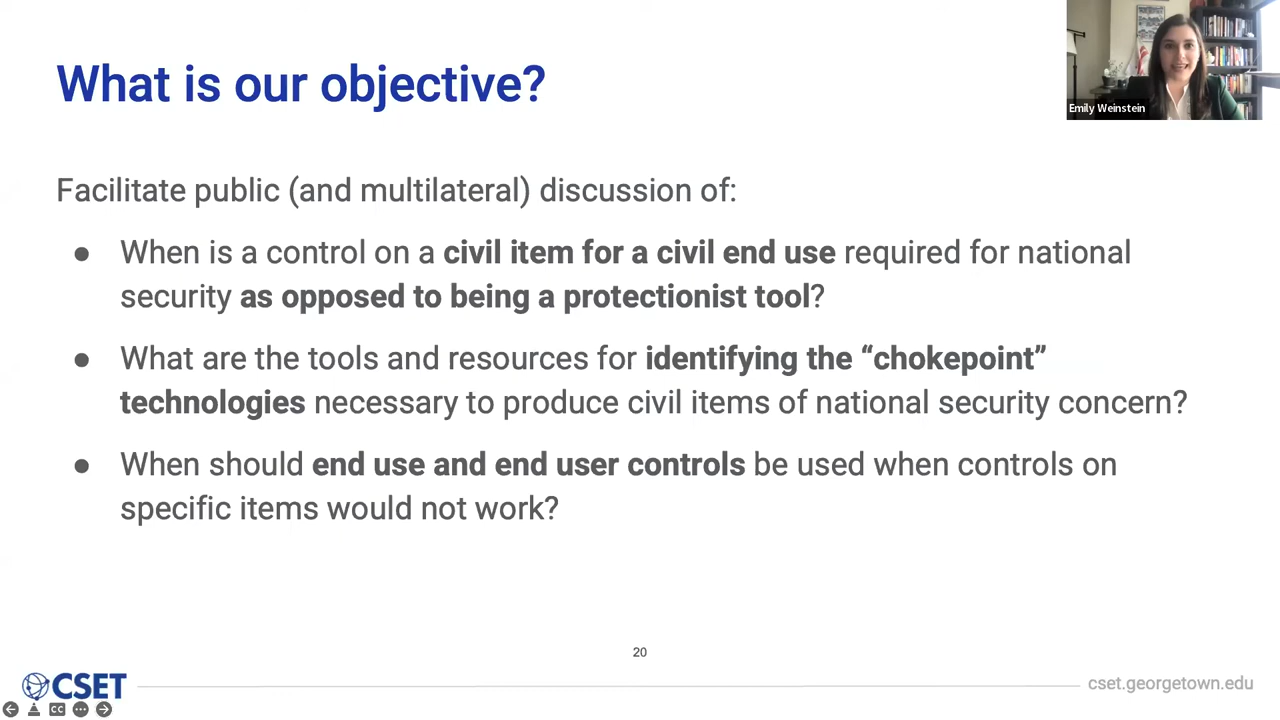 What is our objective?
Emily Weinstein
Facilitate public (and multilateral) discussion of:
● When is a control on a civil item for a civil end use required for national
security as opposed to being a protectionist tool?
● What are the tools and resources for identifying the “chokepoint”
technologies necessary to produce civil items of national security concern?
● When should end use and end user controls be used when controls on
specific items would not work?
20
CSET
cset.georgetown.edu
CC